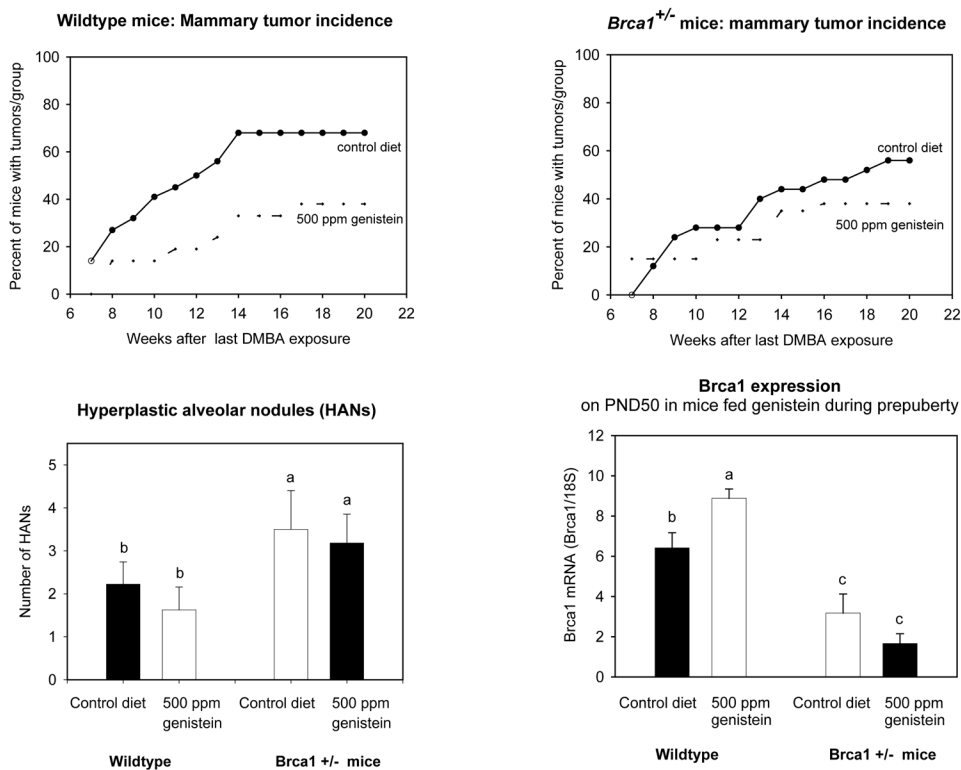 Wildtype mice: Mammary tumor incidence
Percent of mice with tumors/group
100
80
60
40
20
0
control diet
500 ppm genistein
6 8 10 12 14 16 18 20 22
Weeks after last DMBA exposure
Brca1+/- mice: mammary tumor incidence
Percent of mice with tumors/group
100
80
60
40
20
0
control diet
500 ppm genistein
6 8 10 12 14 16 18 20 22
Weeks after last DMBA exposure
Hyperplastic alveolar nodules (HANs)
Number of HANs
5
4
3
2
1
0
b
b
a
a
Control diet 500 ppm Control diet 500 ppm
genistein genistein
Wildtype Brca1 +/- mice
Brca1 expression
on PND50 in mice fed genistein during prepuberty
Brca1 mRNA (Brca1/18S)
12
10
8
6
4
2
0
b
a
c
c
Control diet 500 ppm Control diet 500 ppm
genistein genistein
Wildtype Brca1 +/- mice